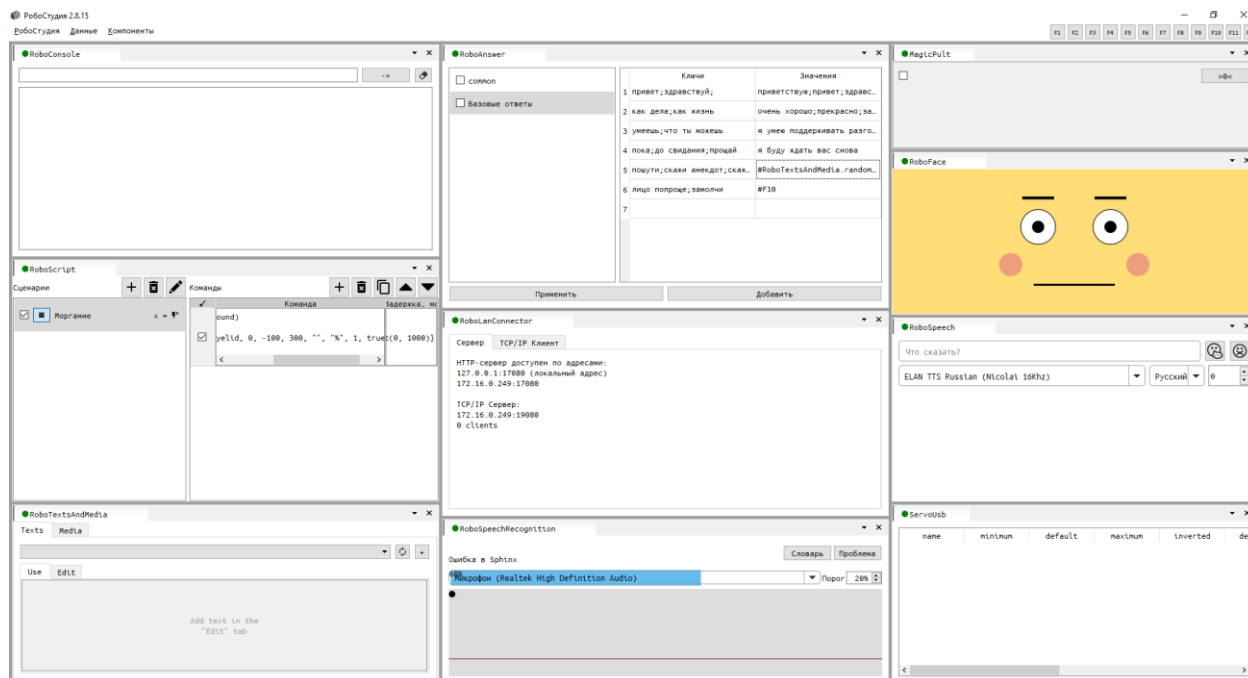 РобоСтудия 2.8.15
РобоСтудия Данные Компоненты
F1 F2 F3 F4 F5 F6 F7 F8 F9 F10 F11
RoboConsole
->
RoboScript
Сценарии
Моргание
x =
Команды
Команда
Задержка, мс
ound)
yelid, 0, -100, 300, "", "%", 1, true
t(0, 1000)}
RoboTextsAndMedia
Texts Media
Use Edit
Add text in the
"Edit" tab
RoboAnswer
common
Базовые ответы
Ключи Значения
1 привет;здравствуй; приветствую;привет;здравс…
2 как дела;как жизнь очень хорошо;прекрасно;за…
3 умеешь;что ты можешь я умею поддерживать разго…
4 пока;до свидания;прощай я буду ждать вас снова
5 пошути;скажи анекдот;скаж… #RoboTextsAndMedia.random…
6 лицо попроще;замолчи #F10
7
Применить Добавить
RoboLanConnector
Сервер TCP/IP Клиент
HTTP-сервер доступен по адресами:
127.0.0.1:17080 (локальный адрес)
172.16.0.249:17080
TCP/IP Сервер:
172.16.0.249:19080
0 clients
RoboSpeechRecognition
Ошибка в Sphinx
Словарь Проблема
Микрофон (Realtek High Definition Audio)
Порог 20%
MagicPult
>0<
RoboFace
RoboSpeech
Что сказать?
ELAN TTS Russian (Nicolai 16Khz) Русский 0
ServoUsb
name minimum default maximum inverted de